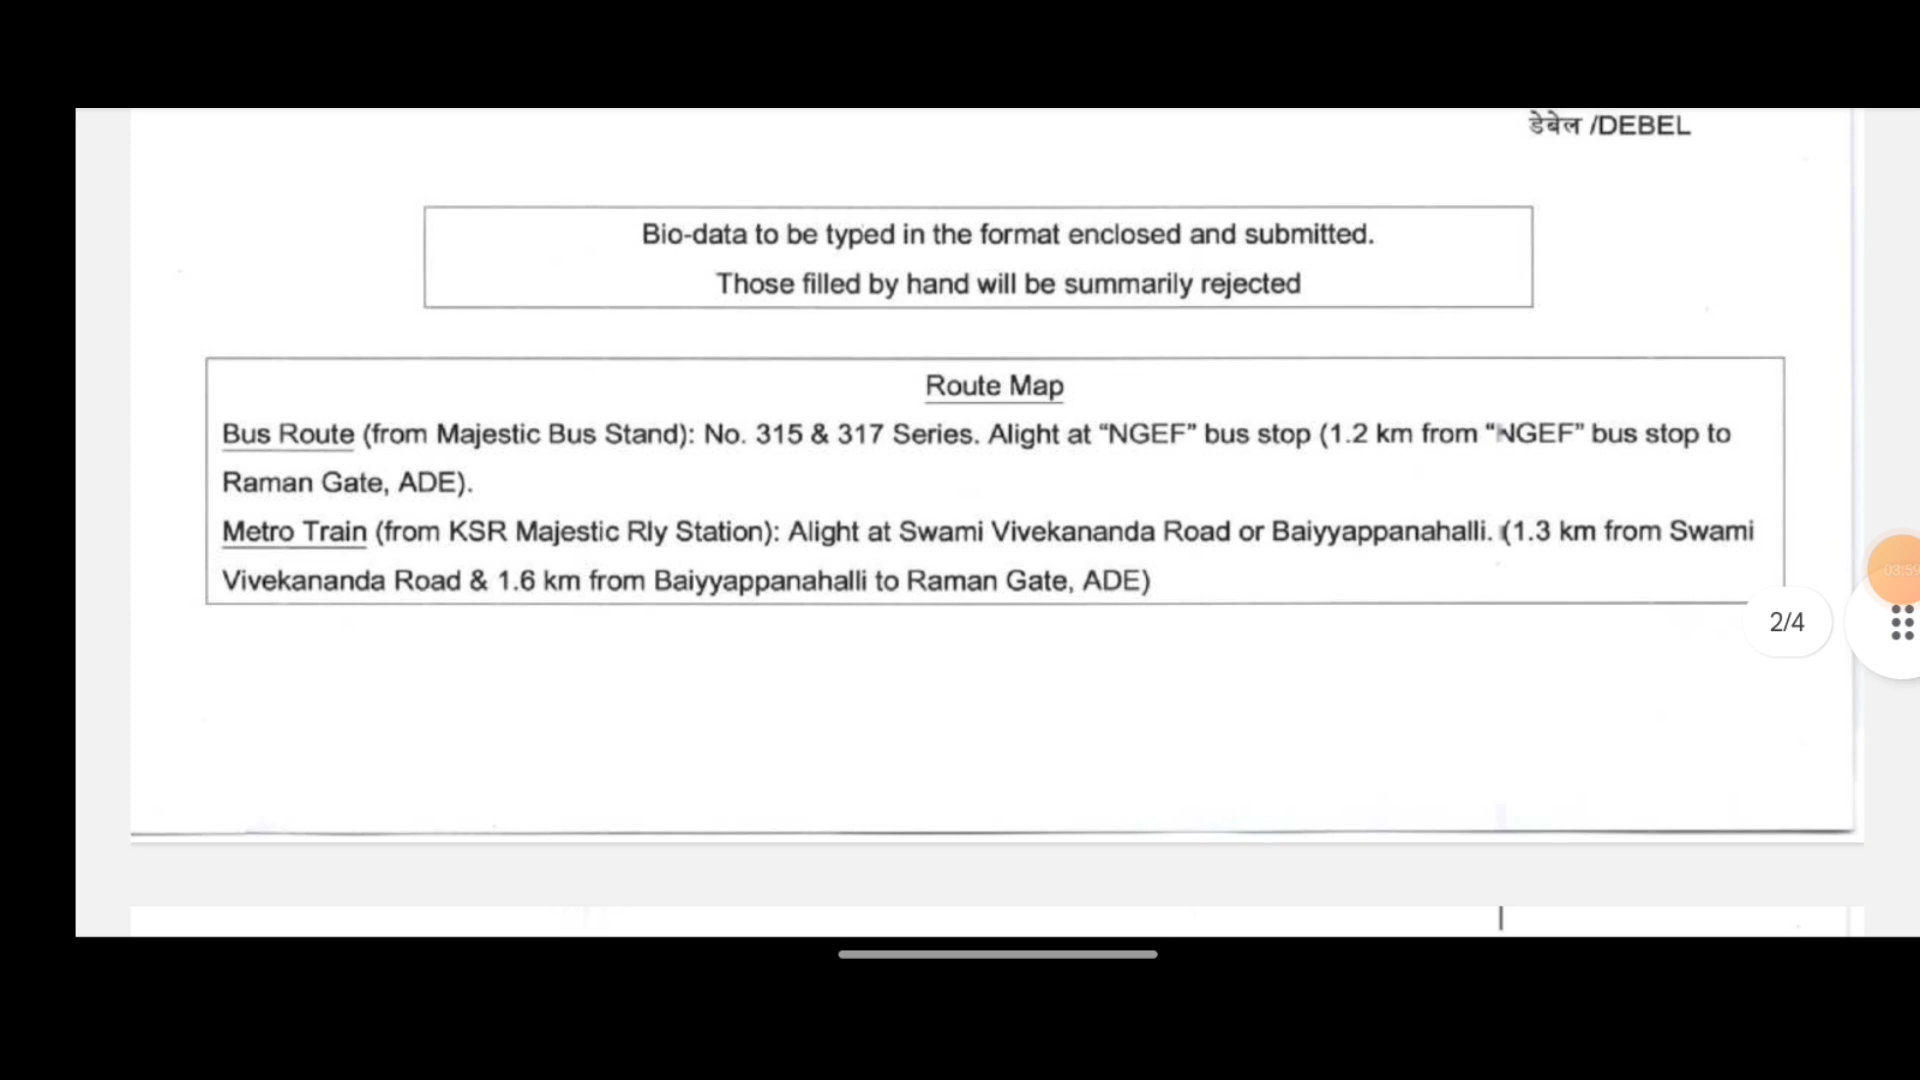 डेबेल /DEBEL
Bio-data to be typed in the format enclosed and submitted.
Those filled by hand will be summarily rejected
Route Map
Bus Route (from Majestic Bus Stand): No. 315 & 317 Series. Alight at “NGEF” bus stop (1.2 km from “NGEF” bus stop to
Raman Gate, ADE).
Metro Train (from KSR Majestic Rly Station): Alight at Swami Vivekananda Road or Baiyyappanahalli. (1.3 km from Swami
Vivekananda Road & 1.6 km from Baiyyappanahalli to Raman Gate, ADE)
03:59
2/4